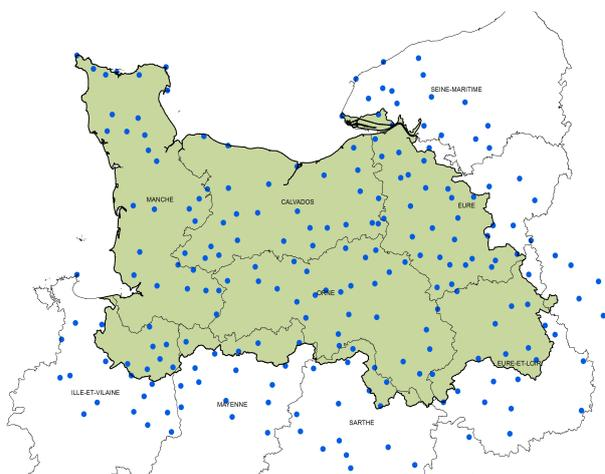 SEINE-MARITIME
MANCHE
CALVADOS
EURE
ORNE
EURE-ET-LOIR
ILLE-ET-VILAINE
MAYENNE
SARTHE